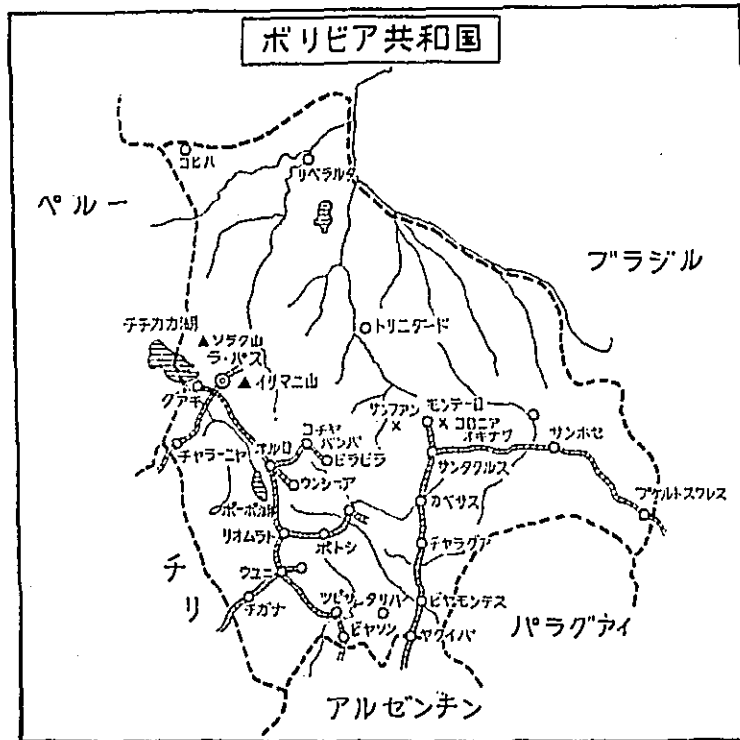 ボリビア共和国
コビハ
リベラルタ
ペルー
ブラジル
チチカカ湖
▲ソラタ山
ラ・パス
トリニダード
▲イリマニ山
グアキ
サンファン
モンテーロ
コロニア
オキナワ
コチャ
バンバ
サンホセ
チャラーニャ
オルロ
ビラビラ
サンタクルス
ウンシーア
カベサス
プエルトスワレス
ポーポ湖
リオムラト
ポトシ
チャラグア
チリ
ウユニ
ツピサ
タリハ
ビヤモンテス
チガナ
パラグアイ
ビヤソン
ヤクイバ
アルゼンチン